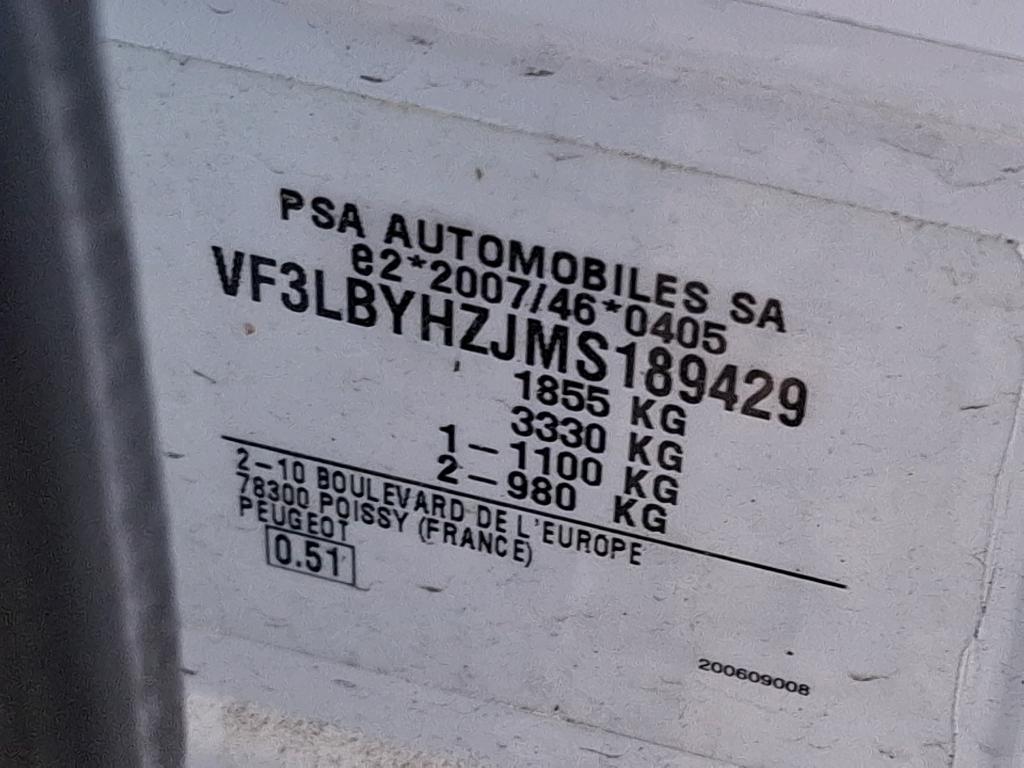 PSA AUTOMOBILES SA
e2*2007/46*0405
VF3LBYHZJMS189429
1855 KG
3330 KG
1-1100 KG
2-980 KG
2-10 BOULEVARD DE L'EUROPE
78300 POISSY (FRANCE)
PEUGEOT
0.51
200609008